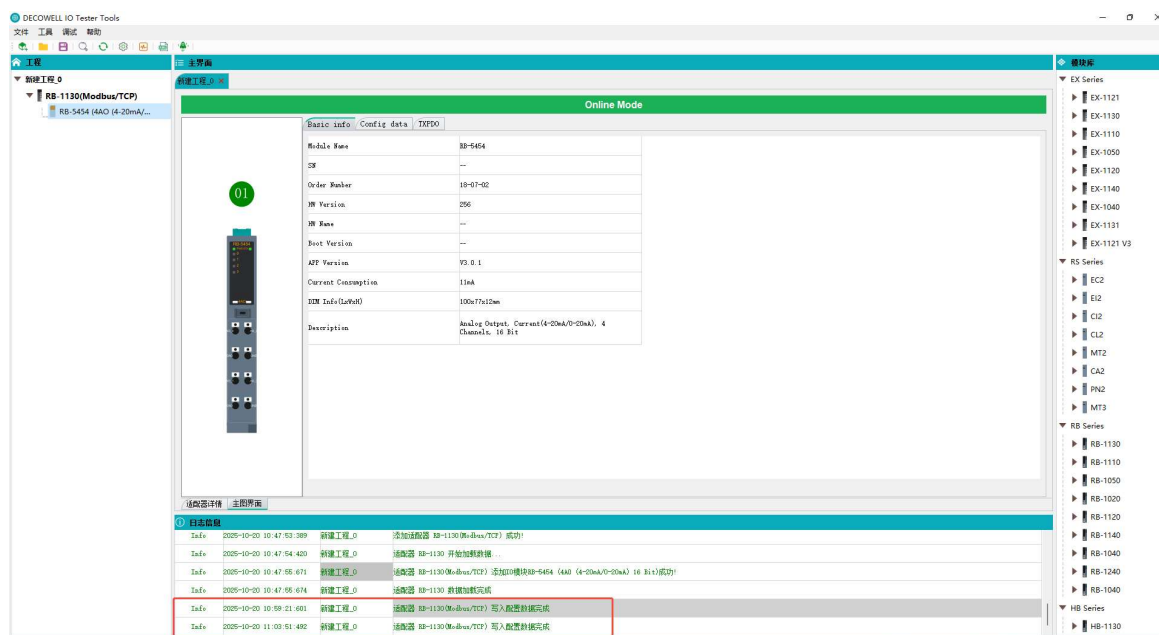 DECOWELL IO Tester Tools
文件 工具 调试 帮助
工程
新建工程_0
RB-1130(Modbus/TCP)
RB-5454 (4AO (4-20mA/...
主界面
新建工程_0 ×
Online Mode
01
Basic info Config data TXPDO
Module Name RB-5454
SN --
Order Number 18-07-02
HW Version 256
HW Name --
Boot Version --
APP Version V3.0.1
Current Consumption 11mA
DIM Info(LxWxH) 100x77x12mm
Description Analog Output, Current(4-20mA/0-20mA), 4
Channels, 16 Bit
适配器详情 主图界面
日志信息
Info 2025-10-20 10:47:53:389 新建工程_0 添加适配器 RB-1130(Modbus/TCP) 成功!
Info 2025-10-20 10:47:54:420 新建工程_0 适配器 RB-1130 开始加载数据...
Info 2025-10-20 10:47:55:671 新建工程_0 适配器 RB-1130(Modbus/TCP) 添加IO模块RB-5454 (4AO (4-20mA/0-20mA) 16 Bit)成功!
Info 2025-10-20 10:47:55:674 新建工程_0 适配器 RB-1130 数据加载完成
Info 2025-10-20 10:59:21:601 新建工程_0 适配器 RB-1130(Modbus/TCP) 写入配置数据完成
Info 2025-10-20 11:03:51:492 新建工程_0 适配器 RB-1130(Modbus/TCP) 写入配置数据完成
模块库
EX Series
EX-1121
EX-1130
EX-1110
EX-1050
EX-1120
EX-1140
EX-1040
EX-1131
EX-1121 V3
RS Series
EC2
EI2
CI2
CL2
MT2
CA2
PN2
MT3
RB Series
RB-1130
RB-1110
RB-1050
RB-1020
RB-1120
RB-1140
RB-1040
RB-1240
RB-1040
HB Series
HB-1130